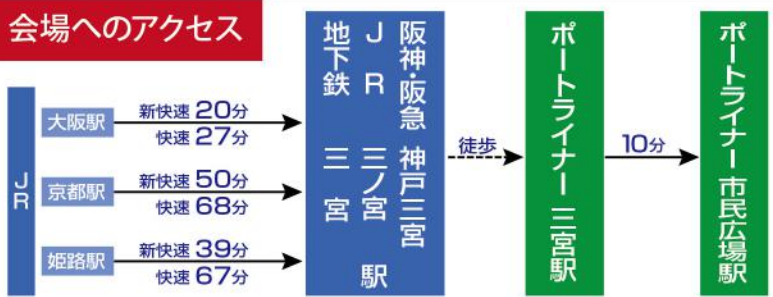 会場へのアクセス
JR
大阪駅
新快速 20分
快速 27分
京都駅
新快速 50分
快速 68分
姫路駅
新快速 39分
快速 67分
阪神・阪急 神戸三宮
JR 三ノ宮 駅
地下鉄 三宮
徒歩
ポートライナー 三宮駅
10分
ポートライナー 市民広場駅